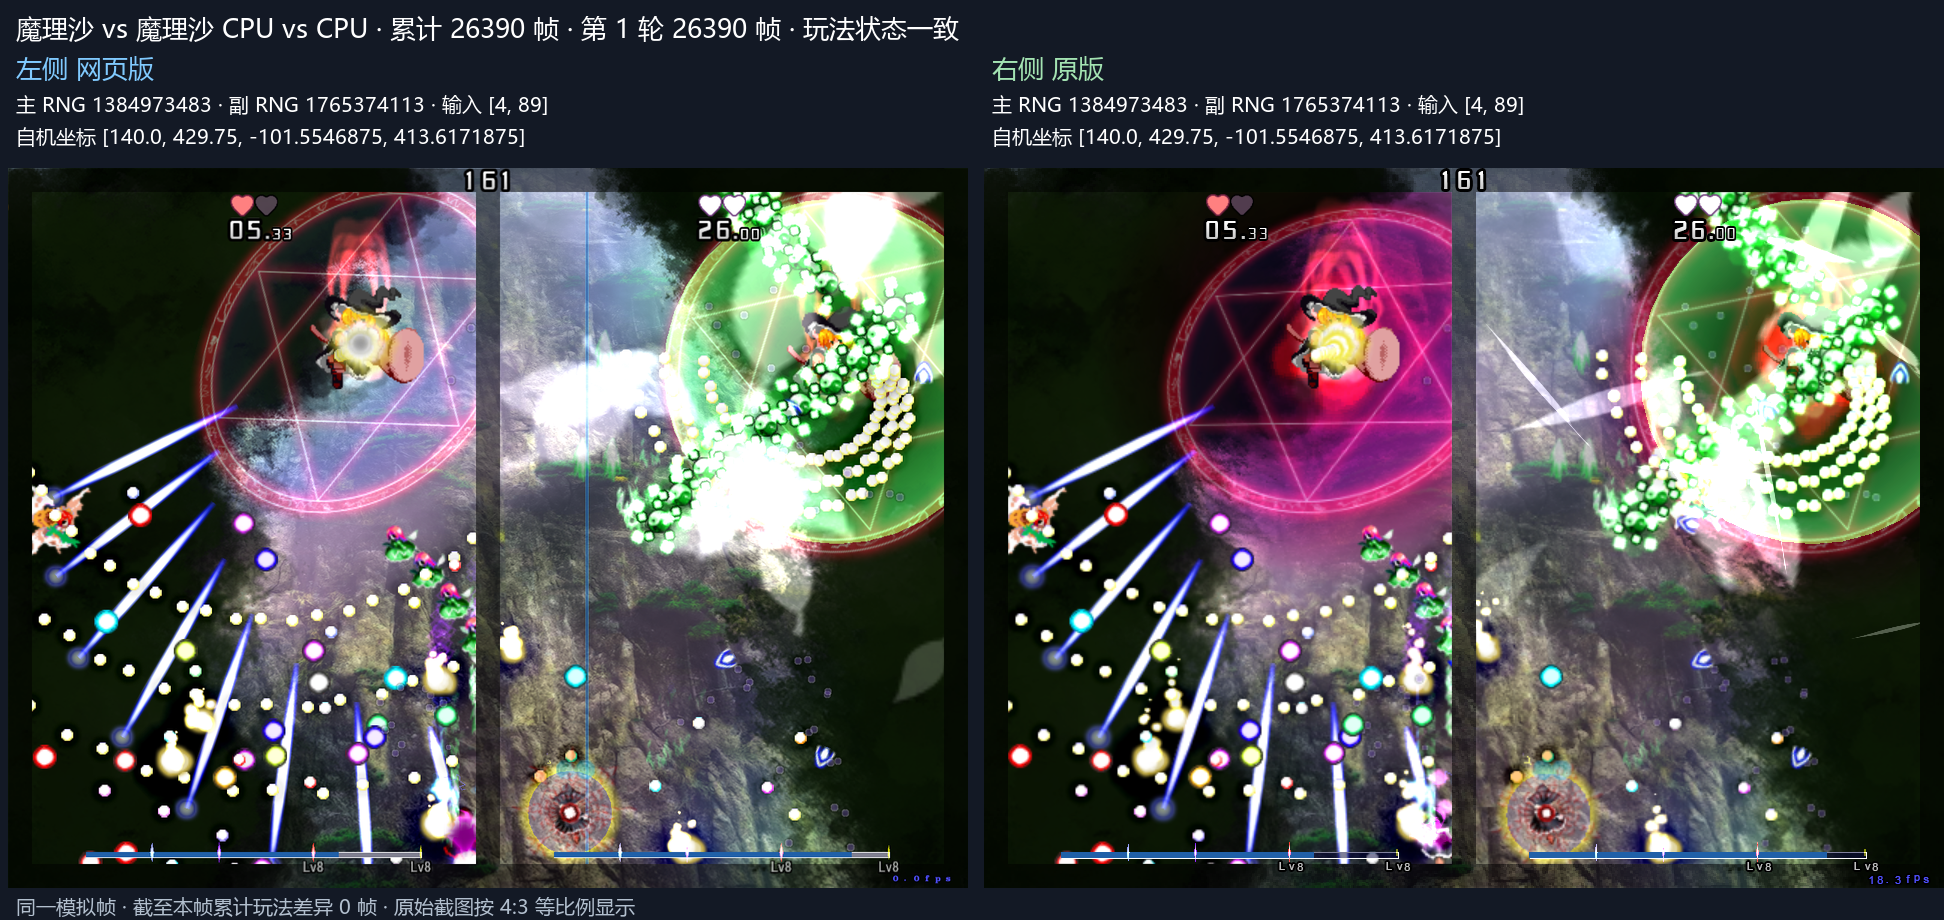 魔理沙 vs 魔理沙 CPU vs CPU · 累计 26390 帧 · 第 1 轮 26390 帧 · 玩法状态一致
左侧 网页版
主 RNG 1384973483 · 副 RNG 1765374113 · 输入 [4, 89]
自机坐标 [140.0, 429.75, -101.5546875, 413.6171875]
右侧 原版
主 RNG 1384973483 · 副 RNG 1765374113 · 输入 [4, 89]
自机坐标 [140.0, 429.75, -101.5546875, 413.6171875]
161
05.33
26.00
Lv8
Lv8
Lv8
Lv8
0.0fps
161
05.33
26.00
Lv8
Lv8
Lv8
Lv8
18.3fps
同一模拟帧 · 截至本帧累计玩法差异 0 帧 · 原始截图按 4:3 等比例显示